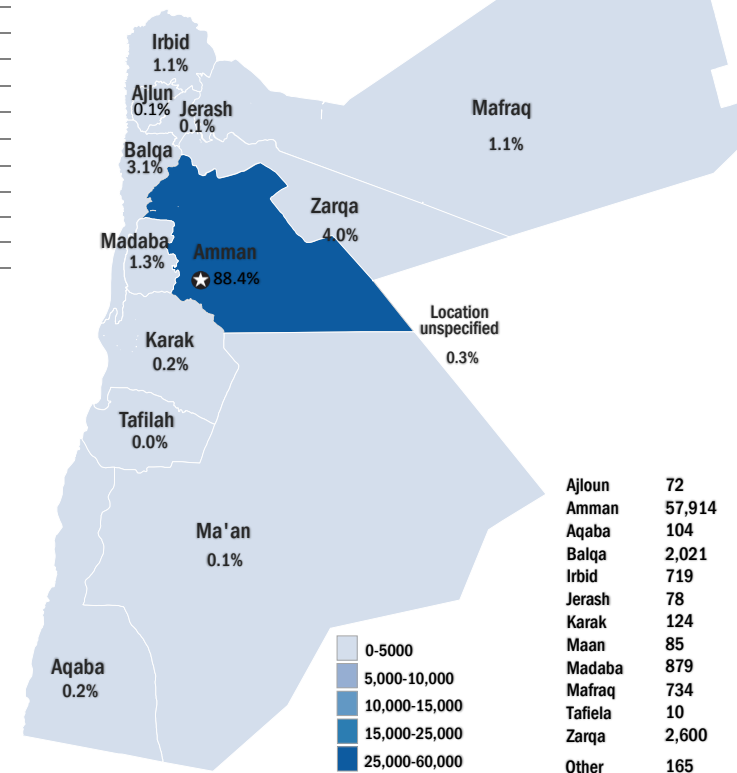 Irbid
1.1%
Mafraq
1.1%
Ajlun
0.1%
Jerash
0.1%
Balqa
3.1%
Zarqa
4.0%
Madaba
1.3%
Amman
88.4%
Location
unspecified
0.3%
Karak
0.2%
Tafilah
0.0%
Ma'an
0.1%
Aqaba
0.2%
0-5000
5,000-10,000
10,000-15,000
15,000-25,000
25,000-60,000
Ajloun 72
Amman 57,914
Aqaba 104
Balqa 2,021
Irbid 719
Jerash 78
Karak 124
Maan 85
Madaba 879
Mafraq 734
Tafiela 10
Zarqa 2,600
Other 165